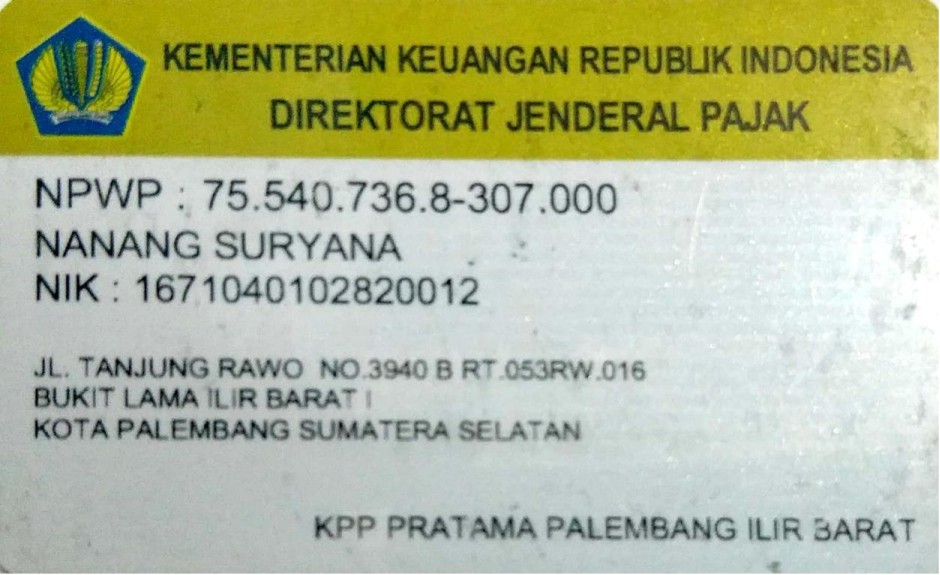 KEMENTERIAN KEUANGAN REPUBLIK INDONESIA
DIREKTORAT JENDERAL PAJAK
NPWP : 75.540.736.8-307.000
NANANG SURYANA
NIK : 1671040102820012
JL. TANJUNG RAWO NO.3940 B RT.053RW.016
BUKIT LAMA ILIR BARAT I
KOTA PALEMBANG SUMATERA SELATAN
KPP PRATAMA PALEMBANG ILIR BARAT